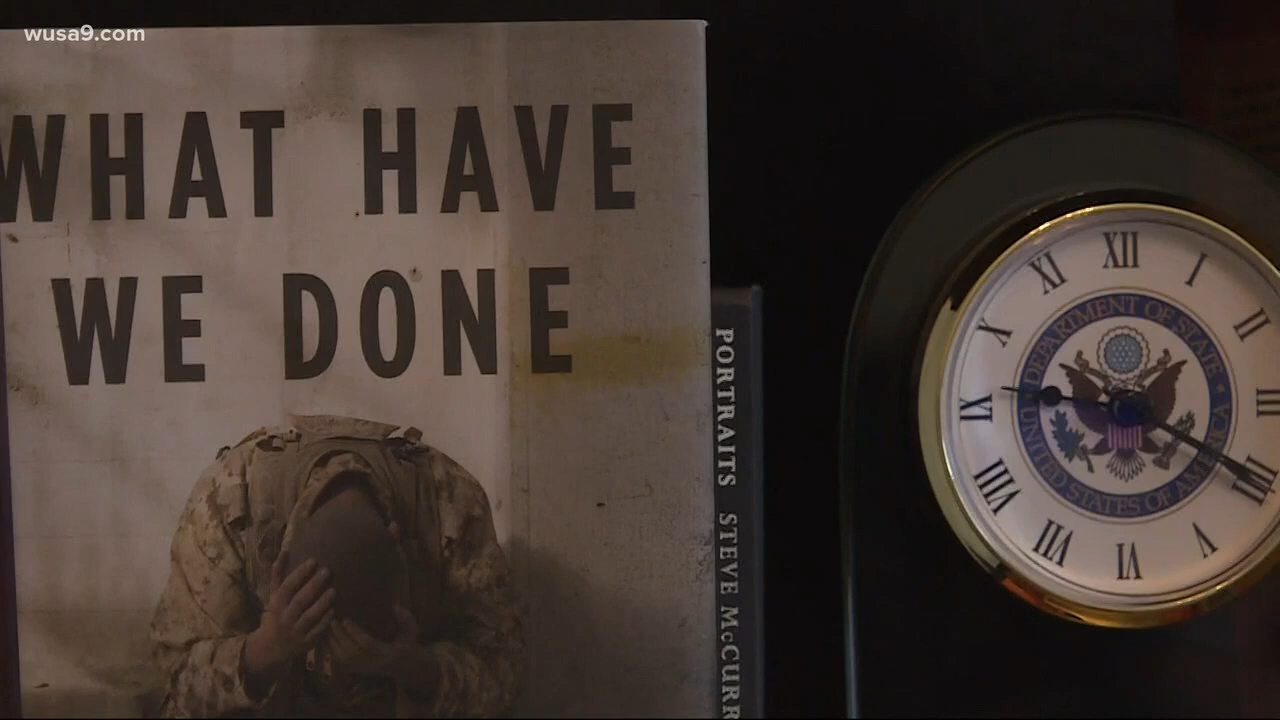 wusa9.com
WHAT HAVE
WE DONE
PORTRAITS STEVE McCURR
XII
I
II
III
IIII
V
VI
VII
VIII
IX
X
XI
DEPARTMENT OF STATE
UNITED STATES OF AMERICA